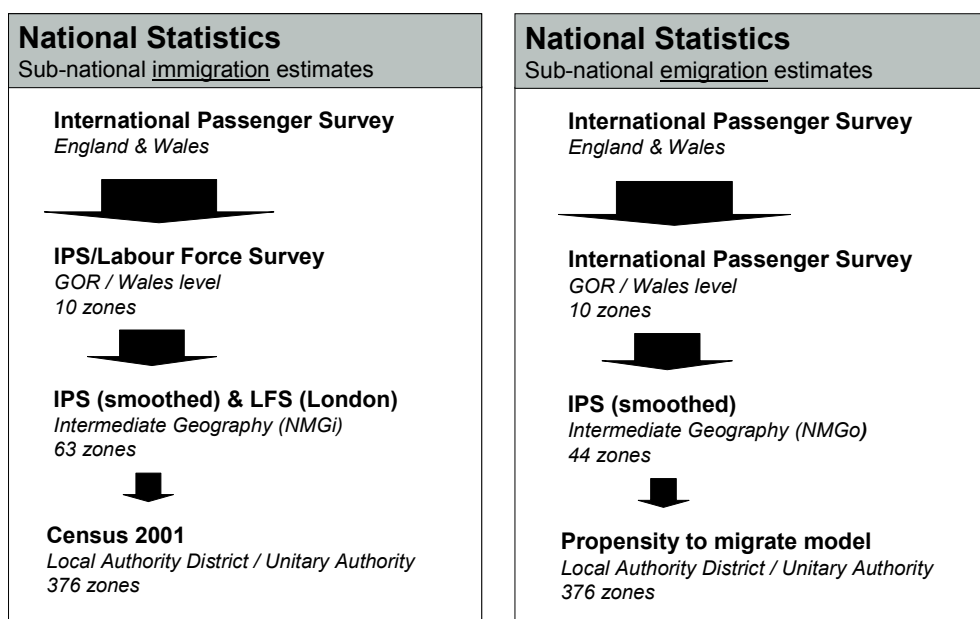 National Statistics
Sub-national immigration estimates
International Passenger Survey
England & Wales
IPS/Labour Force Survey
GOR / Wales level
10 zones
IPS (smoothed) & LFS (London)
Intermediate Geography (NMGi)
63 zones
Census 2001
Local Authority District / Unitary Authority
376 zones
National Statistics
Sub-national emigration estimates
International Passenger Survey
England & Wales
International Passenger Survey
GOR / Wales level
10 zones
IPS (smoothed)
Intermediate Geography (NMGo)
44 zones
Propensity to migrate model
Local Authority District / Unitary Authority
376 zones